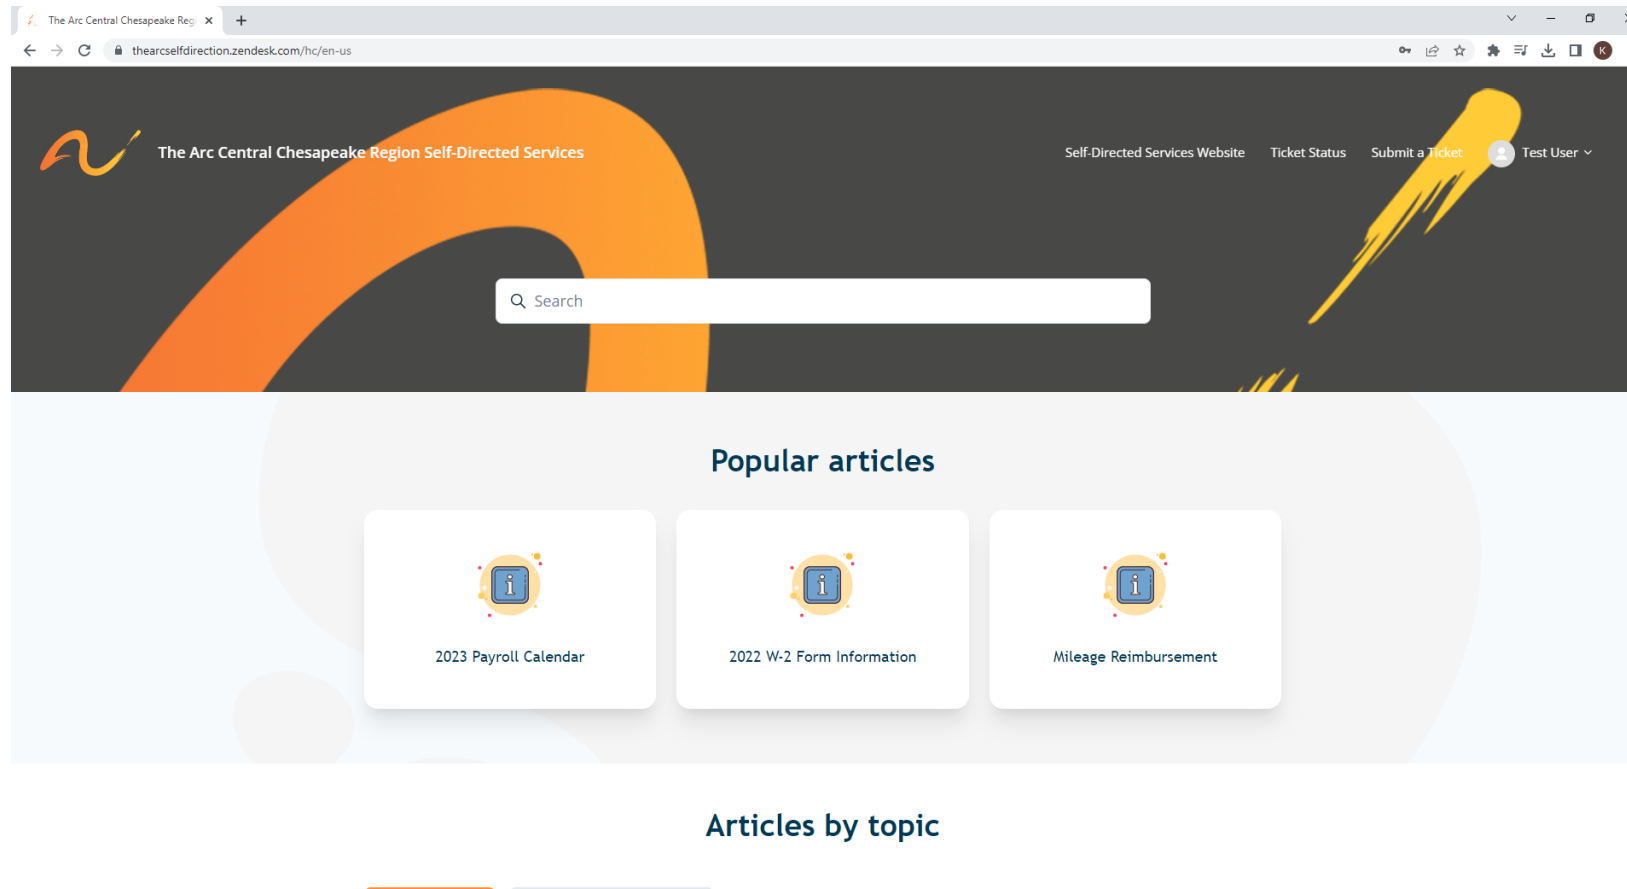 The Arc Central Chesapeake Reg
thearcselfdirection.zendesk.com/hc/en-us
K
The Arc Central Chesapeake Region Self-Directed Services
Self-Directed Services Website
Ticket Status
Submit a Ticket
Test User
Search
Popular articles
2023 Payroll Calendar
2022 W-2 Form Information
Mileage Reimbursement
Articles by topic